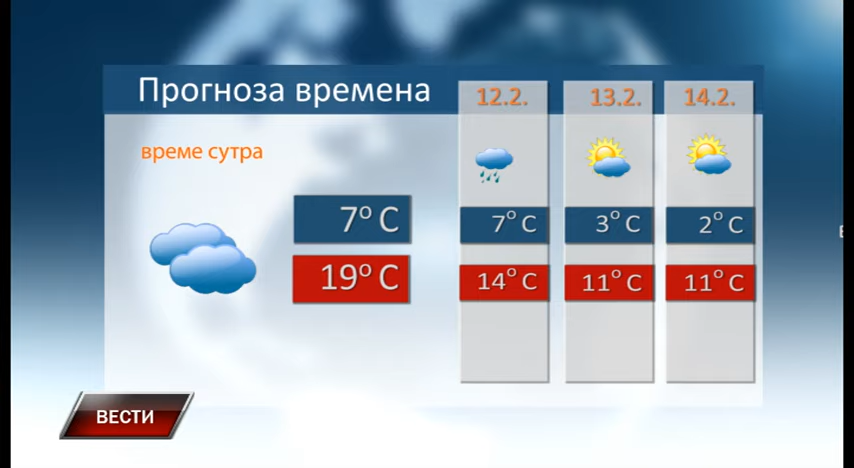 Прогноза времена
12.2.
13.2.
14.2.
време сутра
7° C
19° C
7° C
3° C
2° C
14° C
11° C
11° C
ВЕСТИ